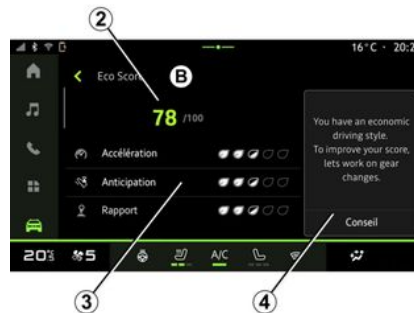 2
16°C · 20:2
Eco Score
B
78 /100
You have an economic
driving style.
To improve your score,
lets work on gear
changes.
Accélération
Anticipation
Rapport
Conseil
20°5
5
A/C
3
4